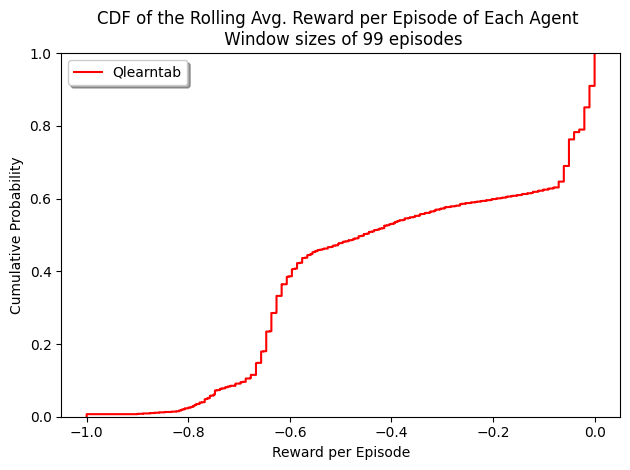 CDF of the Rolling Avg. Reward per Episode of Each Agent
Window sizes of 99 episodes
Qlearntab
Cumulative Probability
1.0
0.8
0.6
0.4
0.2
0.0
−1.0 −0.8 −0.6 −0.4 −0.2 0.0
Reward per Episode